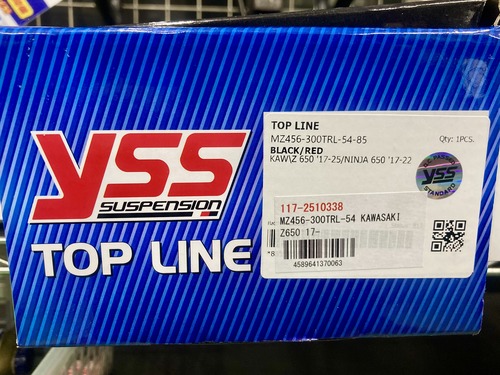 YSS
SUSPENSION
TOP LINE
TOP LINE
MZ456-300TRL-54-85
Qty: 1PCS.
BLACK/RED
KAW\Z 650 '17-25/NINJA 650 '17-22
YSS
STANDARD
117-2510338
MZ456-300TRL-54 KAWASAKI
Z650 17-
4589641370063